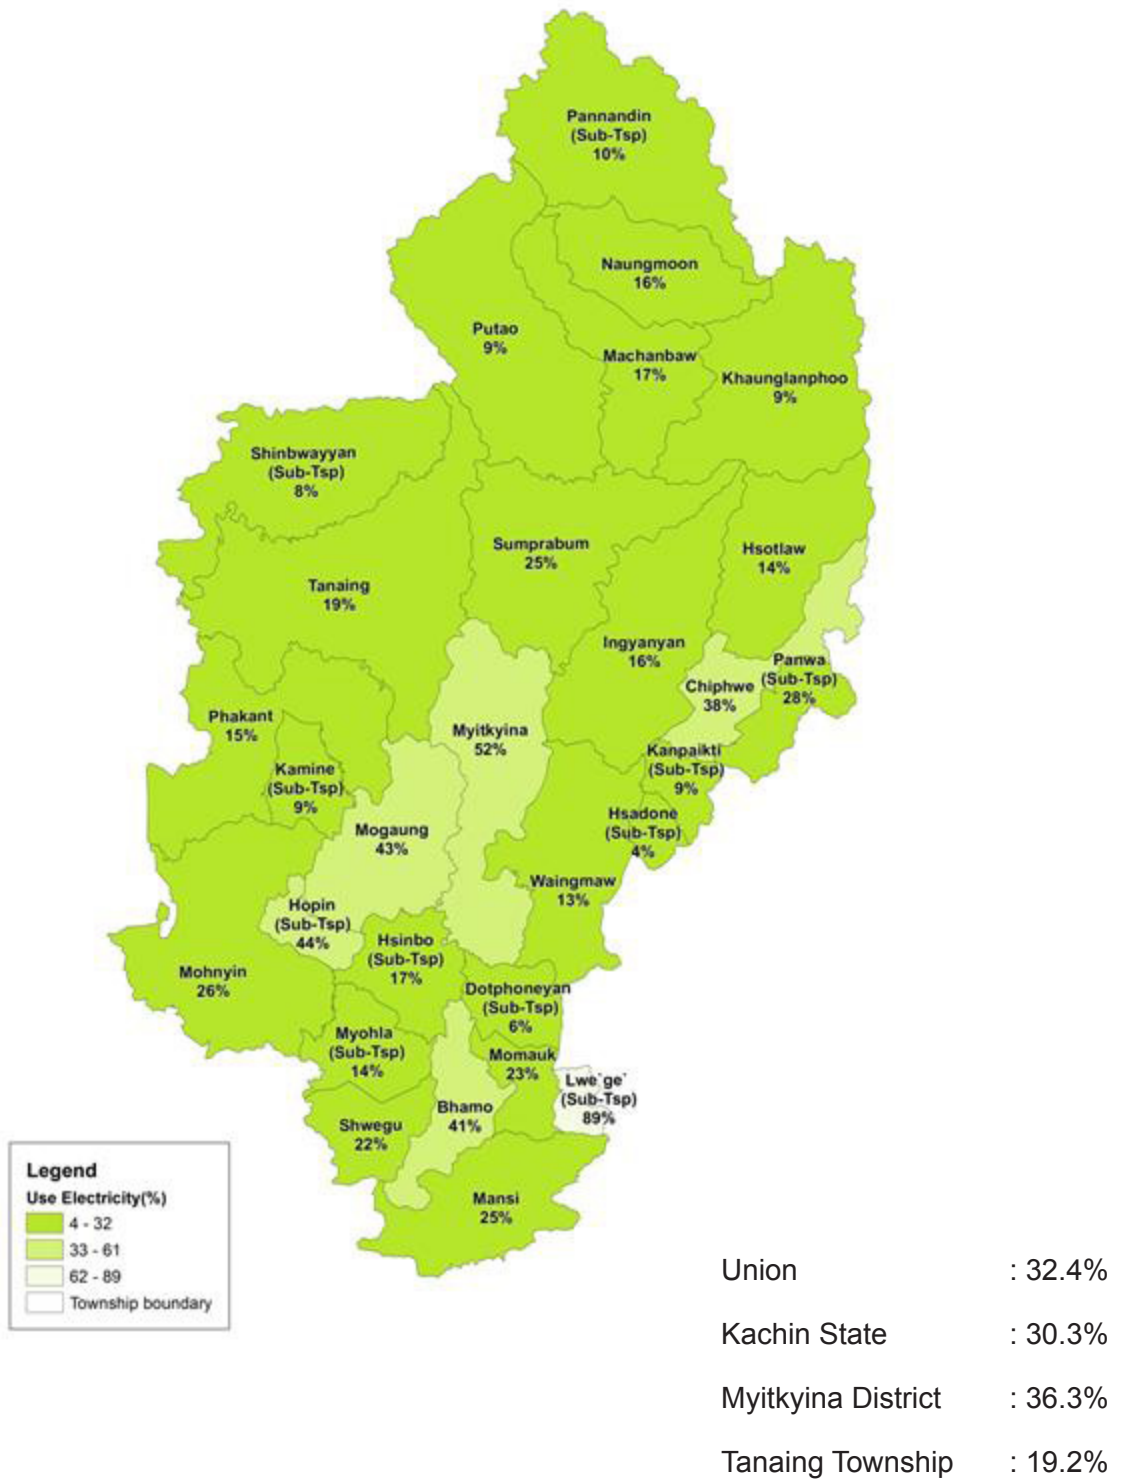 Pannandin
(Sub-Tsp)
10%
Naungmoon
16%
Putao
9%
Machanbaw
17%
Khaunglanphoo
9%
Shinbwayyan
(Sub-Tsp)
8%
Sumprabum
25%
Hsotlaw
14%
Tanaing
19%
Ingyanyan
16%
Panwa
(Sub-Tsp)
28%
Chiphwe
38%
Phakant
15%
Myitkyina
52%
Kanpaikti
(Sub-Tsp)
9%
Kamine
(Sub-Tsp)
9%
Hsadone
(Sub-Tsp)
4%
Mogaung
43%
Waingmaw
13%
Hopin
(Sub-Tsp)
44%
Hsinbo
(Sub-Tsp)
17%
Mohnyin
26%
Dotphoneyan
(Sub-Tsp)
6%
Myohla
(Sub-Tsp)
14%
Momauk
23%
Lwe`ge`
(Sub-Tsp)
89%
Bhamo
41%
Shwegu
22%
Mansi
25%
Legend
Use Electricity(%)
4 - 32
33 - 61
62 - 89
Township boundary
Union : 32.4%
Kachin State : 30.3%
Myitkyina District : 36.3%
Tanaing Township : 19.2%